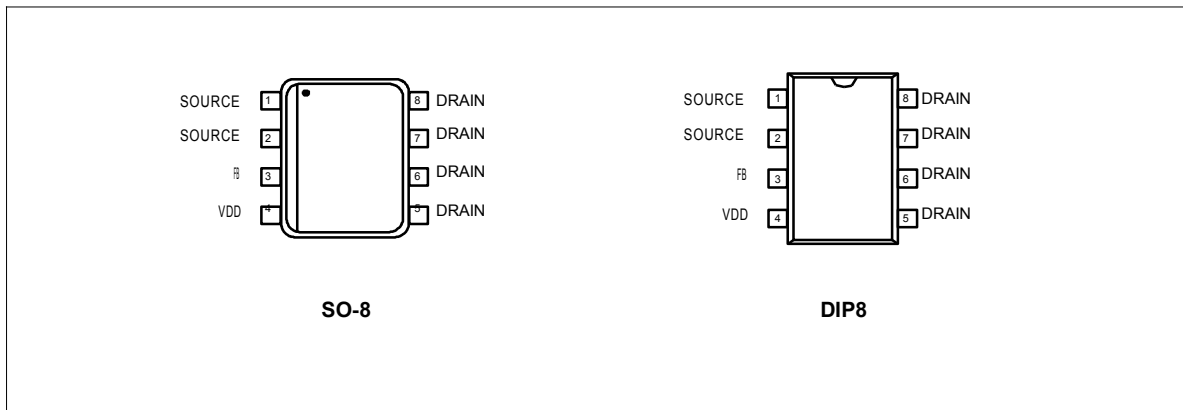 SOURCE 1 8 DRAIN
SOURCE 2 7 DRAIN
FB 3 6 DRAIN
VDD 4 5 DRAIN
SO-8
SOURCE 1 8 DRAIN
SOURCE 2 7 DRAIN
FB 3 6 DRAIN
VDD 4 5 DRAIN
DIP8